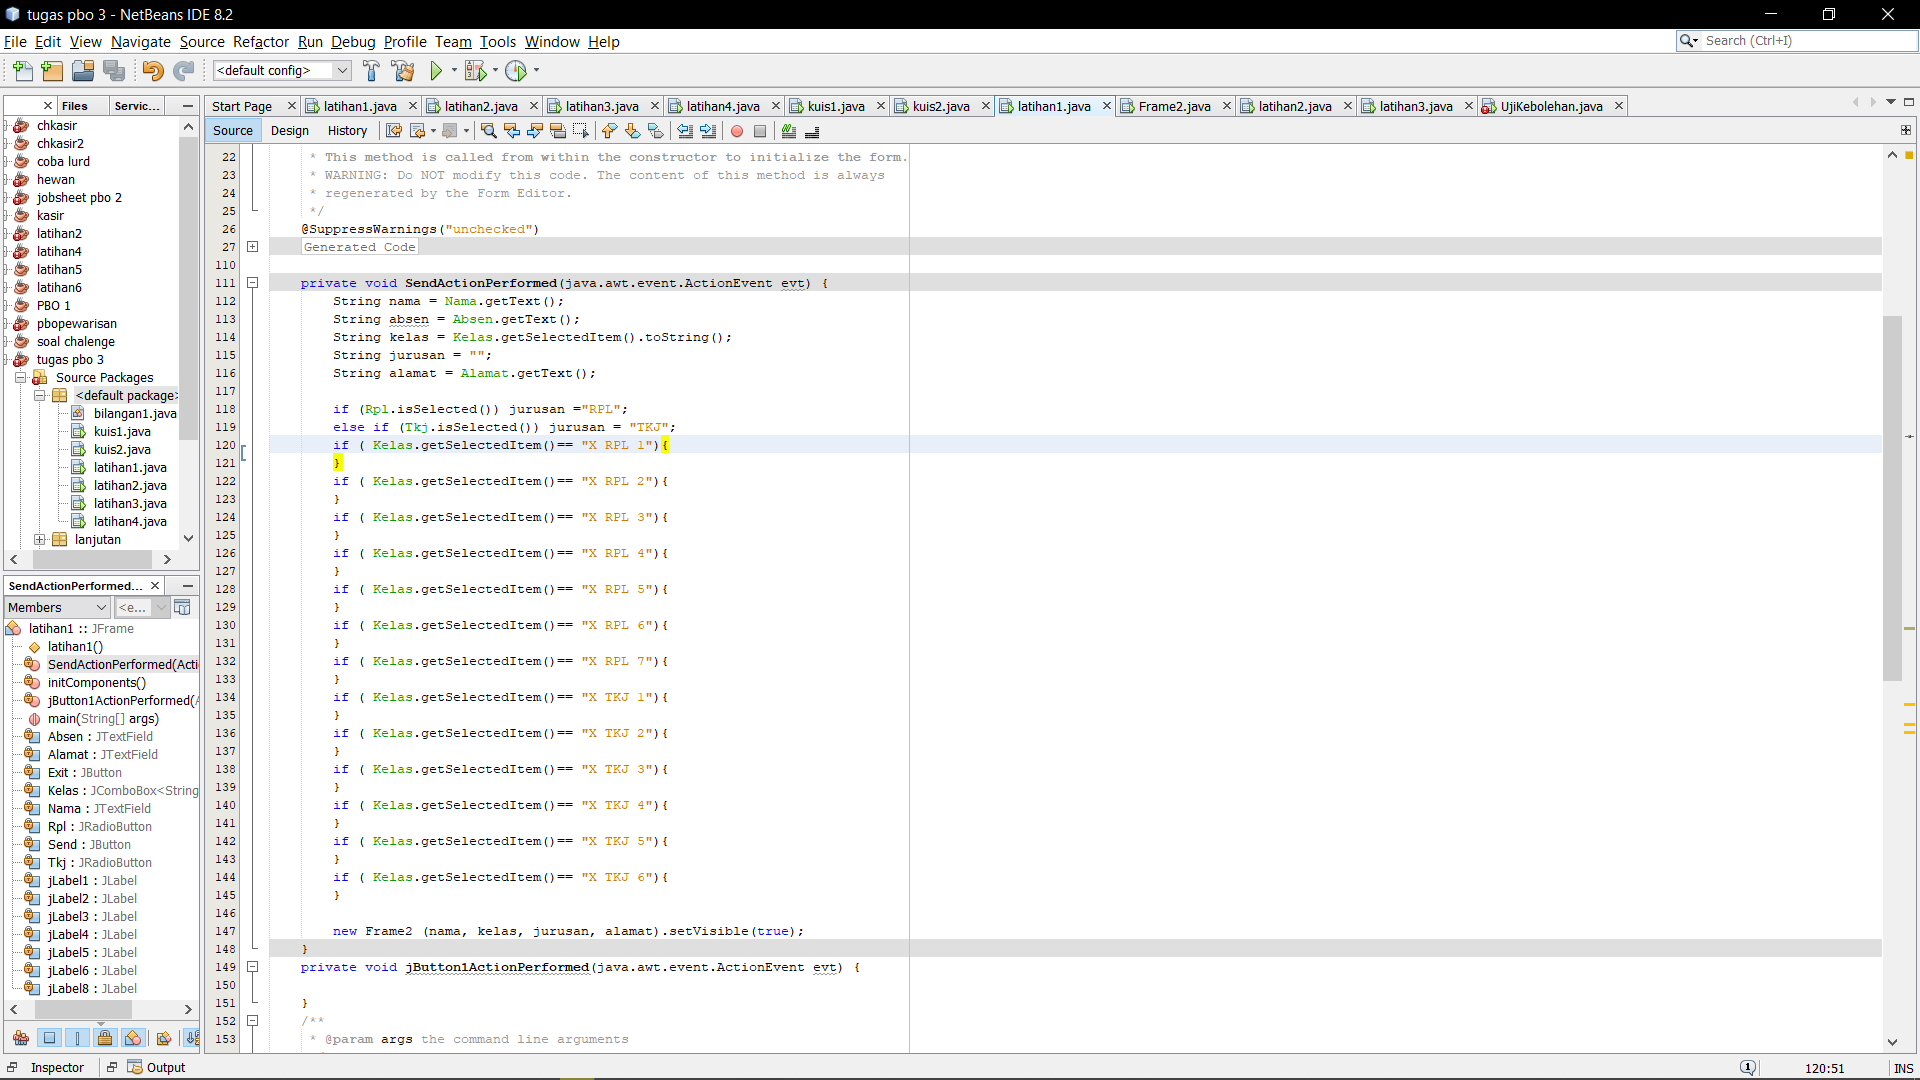 tugas pbo 3 - NetBeans IDE 8.2
File Edit View Navigate Source Refactor Run Debug Profile Team Tools Window Help
Search (Ctrl+I)
<default config>
Files Servic...
Start Page latihan1.java latihan2.java latihan3.java latihan4.java kuis1.java kuis2.java latihan1.java Frame2.java latihan2.java latihan3.java UjiKebolehan.java
Source Design History
chkasir
chkasir2
coba lurd
hewan
jobsheet pbo 2
kasir
latihan2
latihan4
latihan5
latihan6
PBO 1
pbopewarisan
soal chalenge
tugas pbo 3
Source Packages
<default package>
bilangan1.java
kuis1.java
kuis2.java
latihan1.java
latihan2.java
latihan3.java
latihan4.java
lanjutan
SendActionPerformed...
Members <e...
latihan1 :: JFrame
latihan1()
SendActionPerformed(Acti
initComponents()
jButton1ActionPerformed(A
main(String[] args)
Absen : JTextField
Alamat : JTextField
Exit : JButton
Kelas : JComboBox<String
Nama : JTextField
Rpl : JRadioButton
Send : JButton
Tkj : JRadioButton
jLabel1 : JLabel
jLabel2 : JLabel
jLabel3 : JLabel
jLabel4 : JLabel
jLabel5 : JLabel
jLabel6 : JLabel
jLabel8 : JLabel
22 * This method is called from within the constructor to initialize the form.
23 * WARNING: Do NOT modify this code. The content of this method is always
24 * regenerated by the Form Editor.
25 */
26 @SuppressWarnings("unchecked")
27 Generated Code
110
111 private void SendActionPerformed(java.awt.event.ActionEvent evt) {
112 String nama = Nama.getText();
113 String absen = Absen.getText();
114 String kelas = Kelas.getSelectedItem().toString();
115 String jurusan = "";
116 String alamat = Alamat.getText();
117
118 if (Rpl.isSelected()) jurusan ="RPL";
119 else if (Tkj.isSelected()) jurusan = "TKJ";
120 if ( Kelas.getSelectedItem()== "X RPL 1"){
121 }
122 if ( Kelas.getSelectedItem()== "X RPL 2"){
123 }
124 if ( Kelas.getSelectedItem()== "X RPL 3"){
125 }
126 if ( Kelas.getSelectedItem()== "X RPL 4"){
127 }
128 if ( Kelas.getSelectedItem()== "X RPL 5"){
129 }
130 if ( Kelas.getSelectedItem()== "X RPL 6"){
131 }
132 if ( Kelas.getSelectedItem()== "X RPL 7"){
133 }
134 if ( Kelas.getSelectedItem()== "X TKJ 1"){
135 }
136 if ( Kelas.getSelectedItem()== "X TKJ 2"){
137 }
138 if ( Kelas.getSelectedItem()== "X TKJ 3"){
139 }
140 if ( Kelas.getSelectedItem()== "X TKJ 4"){
141 }
142 if ( Kelas.getSelectedItem()== "X TKJ 5"){
143 }
144 if ( Kelas.getSelectedItem()== "X TKJ 6"){
145 }
146
147 new Frame2 (nama, kelas, jurusan, alamat).setVisible(true);
148 }
149 private void jButton1ActionPerformed(java.awt.event.ActionEvent evt) {
150
151 }
152 /**
153 * @param args the command line arguments
Inspector Output
120:51 INS